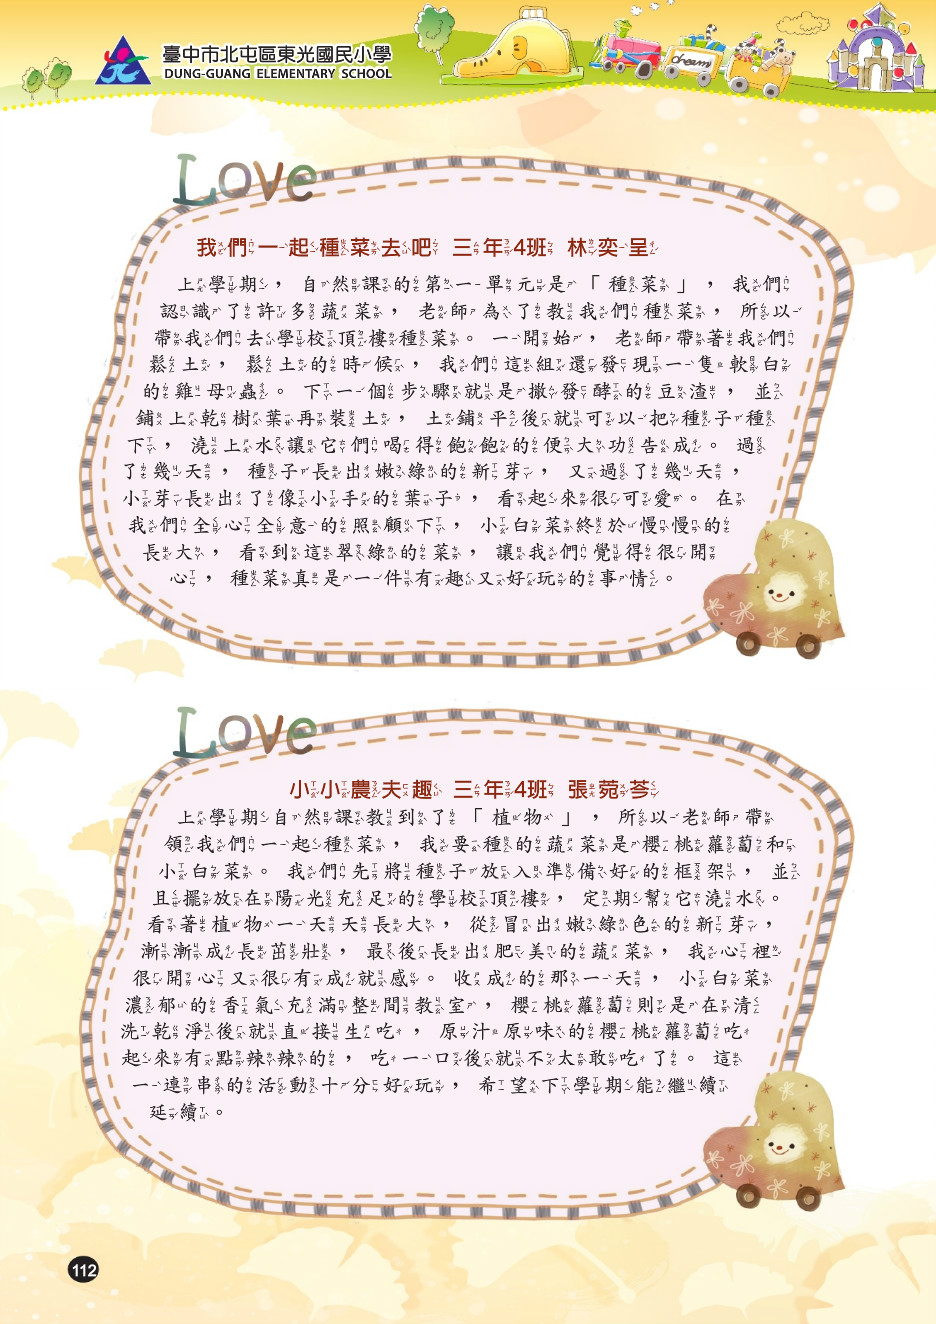 臺中市北屯區東光國民小學
DUNG-GUANG ELEMENTARY SCHOOL
dream
Love
我們一起種菜去吧 三年4班 林奕呈
上學期,自然課的第一單元是「種菜」,我們
認識了許多蔬菜,老師為了教我們種菜,所以
帶我們去學校頂樓種菜。一開始,老師帶著我們
鬆土,鬆土的時候,我們這組還發現一隻軟白
的雞母蟲。下一個步驟就是撒發酵的豆渣,並
鋪上乾樹葉再裝土,土鋪平後就可以把種子種
下,澆上水讓它們喝得飽飽的便大功告成。過
了幾天,種子長出嫩綠的新芽,又過了幾天,
小芽長出了像小手的葉子,看起來很可愛。在
我們全心全意的照顧下,小白菜終於慢慢的
長大,看到這翠綠的菜,讓我們覺得很開
心,種菜真是一件有趣又好玩的事情。
Love
小小農夫趣 三年4班 張菀芩
上學期自然課教到了「植物」,所以老師帶
領我們一起種菜,我要種的蔬菜是櫻桃蘿蔔和
小白菜。我們先將種子放入準備好的框架,並
且擺放在陽光充足的學校頂樓,定期幫它澆水。
看著植物一天天長大,從冒出嫩綠色的新芽,
漸漸成長茁壯,最後長出肥美的蔬菜,我心裡
很開心又很有成就感。收成的那一天,小白菜
濃郁的香氣充滿整間教室,櫻桃蘿蔔則是在清
洗乾淨後就直接生吃,原汁原味的櫻桃蘿蔔吃
起來有點辣辣的,吃一口後就不太敢吃了。這
一連串的活動十分好玩,希望下學期能繼續
延續。
112